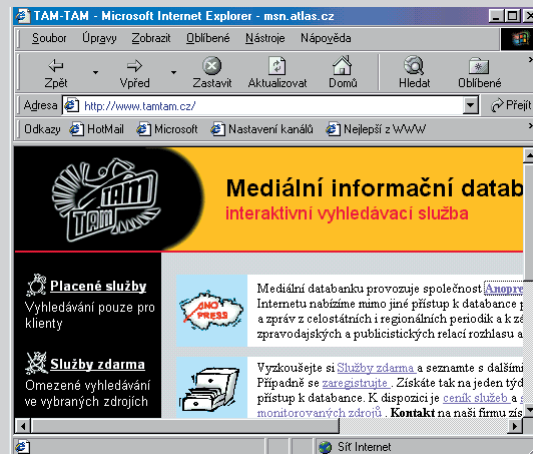 TAM-TAM - Microsoft Internet Explorer - msn.atlas.cz
Soubor Úpravy Zobrazit Oblíbené Nástroje Nápověda
Zpět Vpřed Zastavit Aktualizovat Domů Hledat Oblíbené
Adresa http://www.tamtam.cz/ Přejít
Odkazy HotMail Microsoft Nastavení kanálů Nejlepší z WWW
TAM
TAM
Mediální informační datab
interaktivní vyhledávací služba
Placené služby
Vyhledávání pouze pro
klienty
Služby zdarma
Omezené vyhledávání
ve vybraných zdrojích
ANO
PRESS
Mediální databanku provozuje společnost Anopre
Internetu nabízíme mimo jiné přístup k databance p
a zpráv z celostátních i regionálních periodik a k zá
zpravodajských a publicistických relací rozhlasu a
Vyzkoušejte si Služby zdarma a seznamte s dalšími
Případně se zaregistrujte . Získáte tak na jeden týd
přístup k databance. K dispozici je ceník služeb a
monitorovaných zdrojů . Kontakt na naši firmu zís
Síť Internet